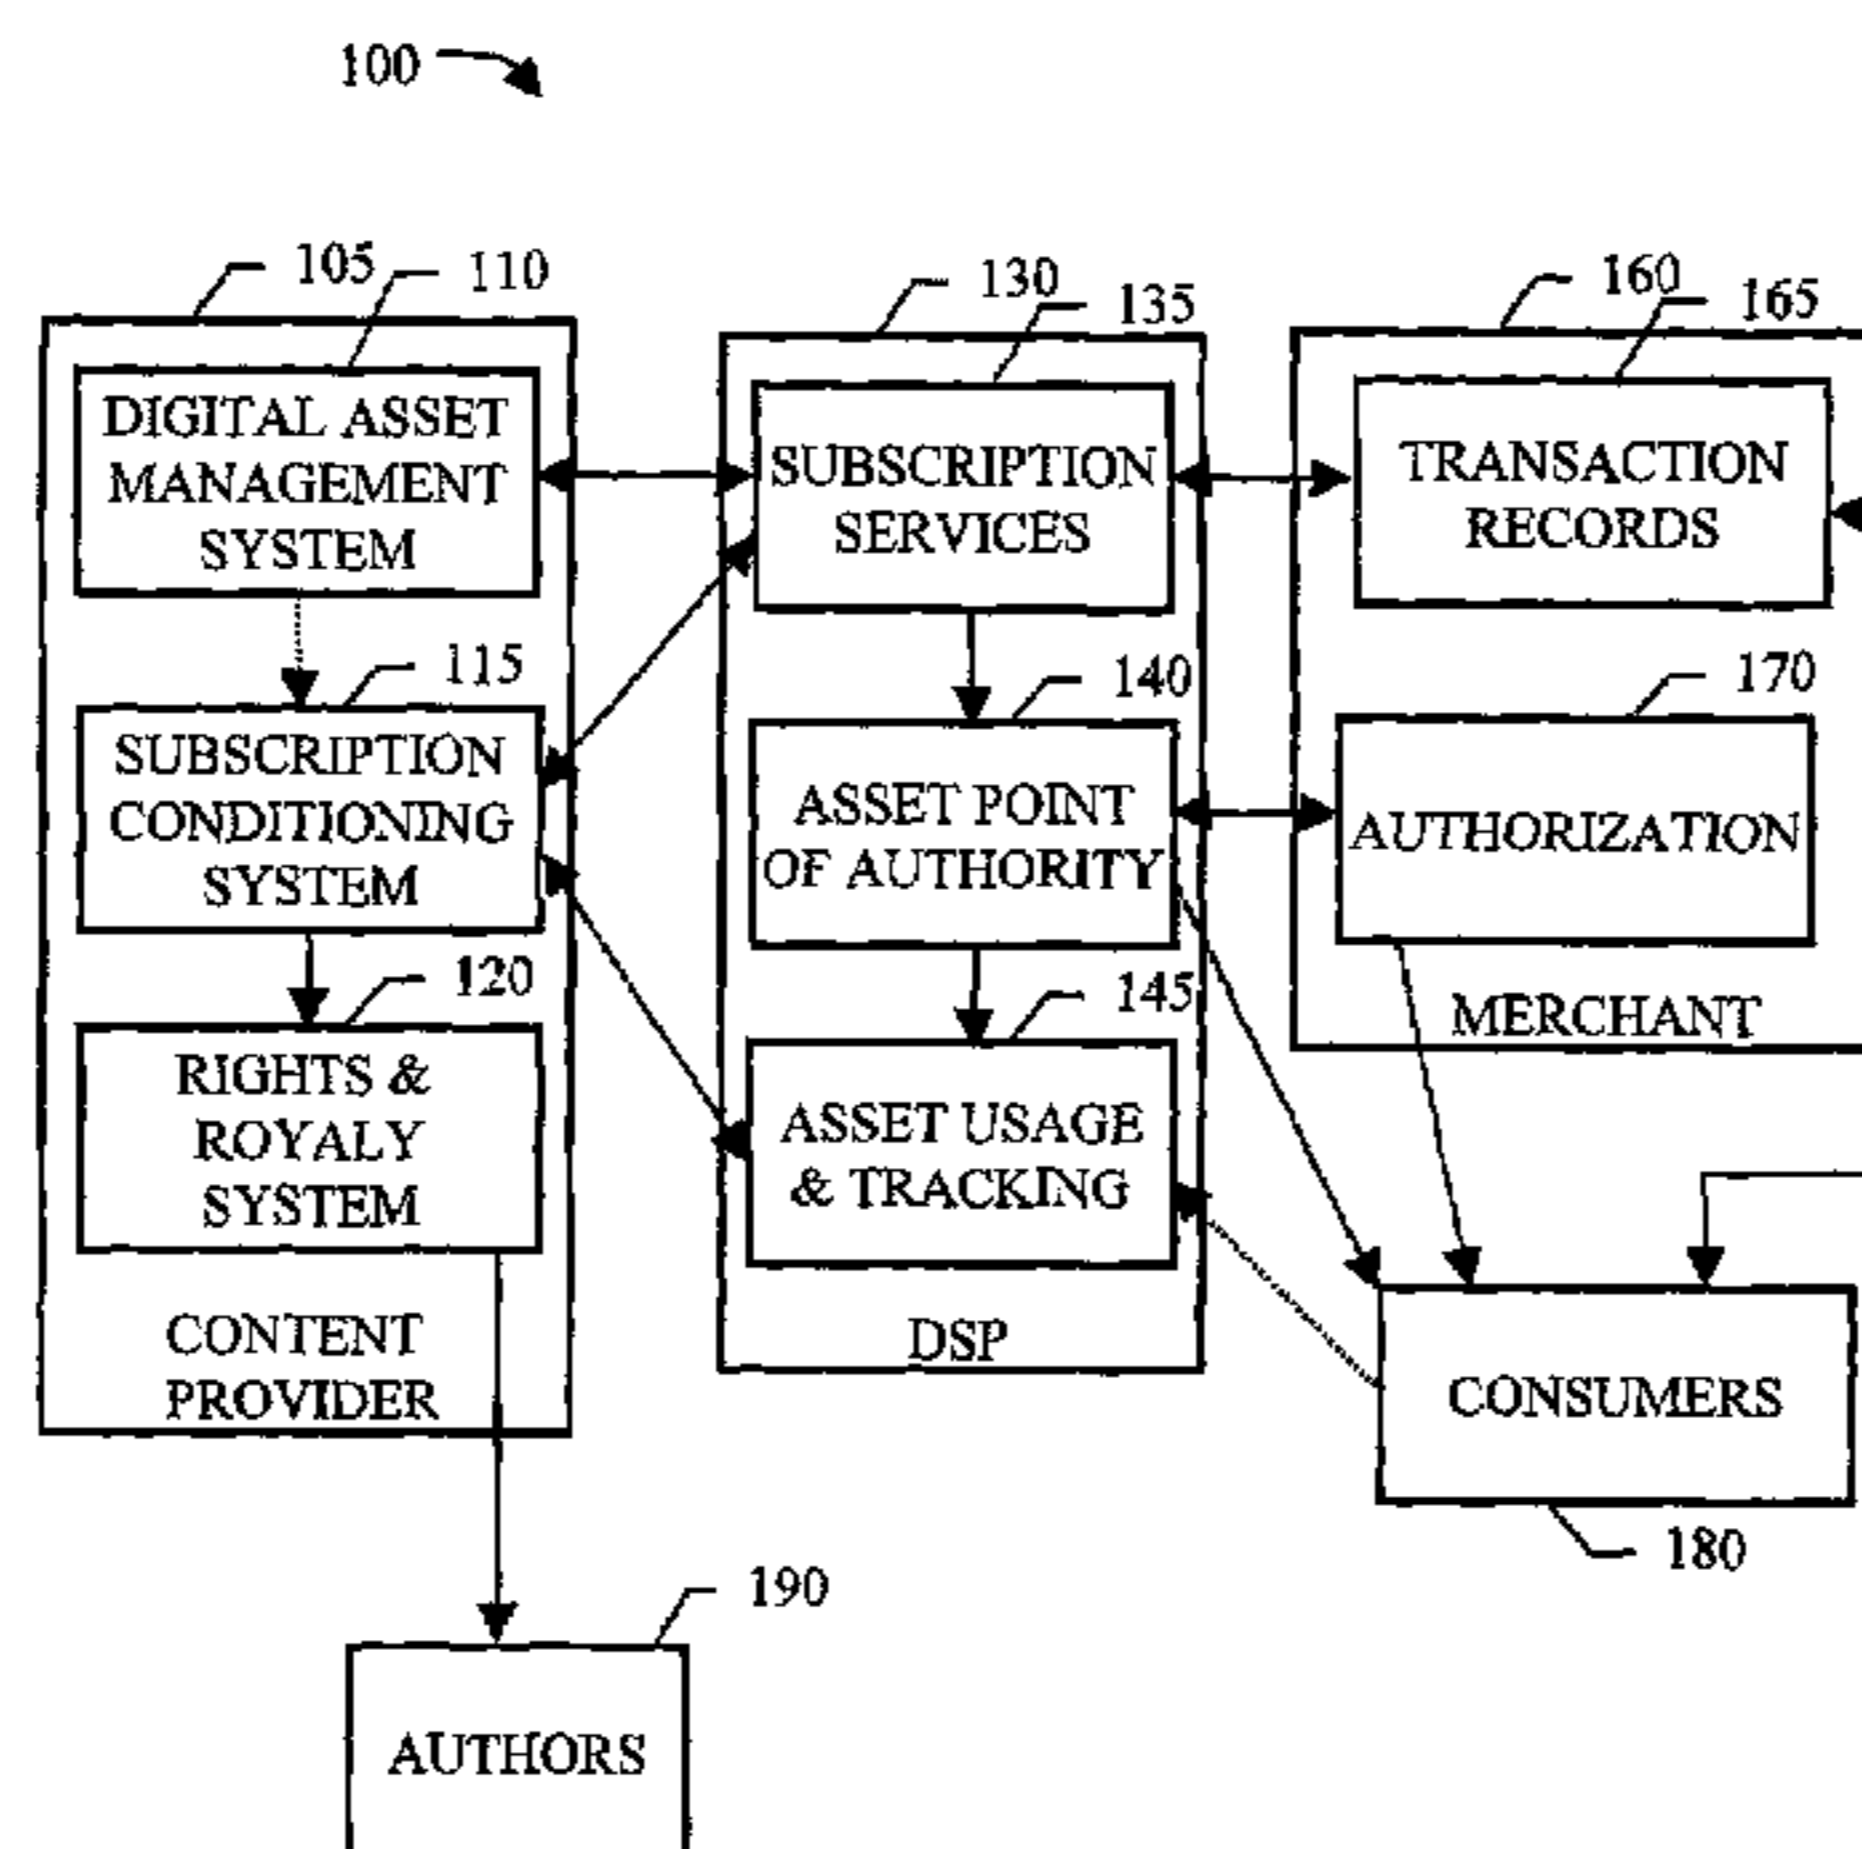 100
105
110
DIGITAL ASSET
MANAGEMENT
SYSTEM
115
SUBSCRIPTION
CONDITIONING
SYSTEM
120
RIGHTS &
ROYALY
SYSTEM
CONTENT
PROVIDER
130
135
SUBSCRIPTION
SERVICES
140
ASSET POINT
OF AUTHORITY
145
ASSET USAGE
& TRACKING
DSP
160
165
TRANSACTION
RECORDS
170
AUTHORIZATION
MERCHANT
CONSUMERS
180
190
AUTHORS